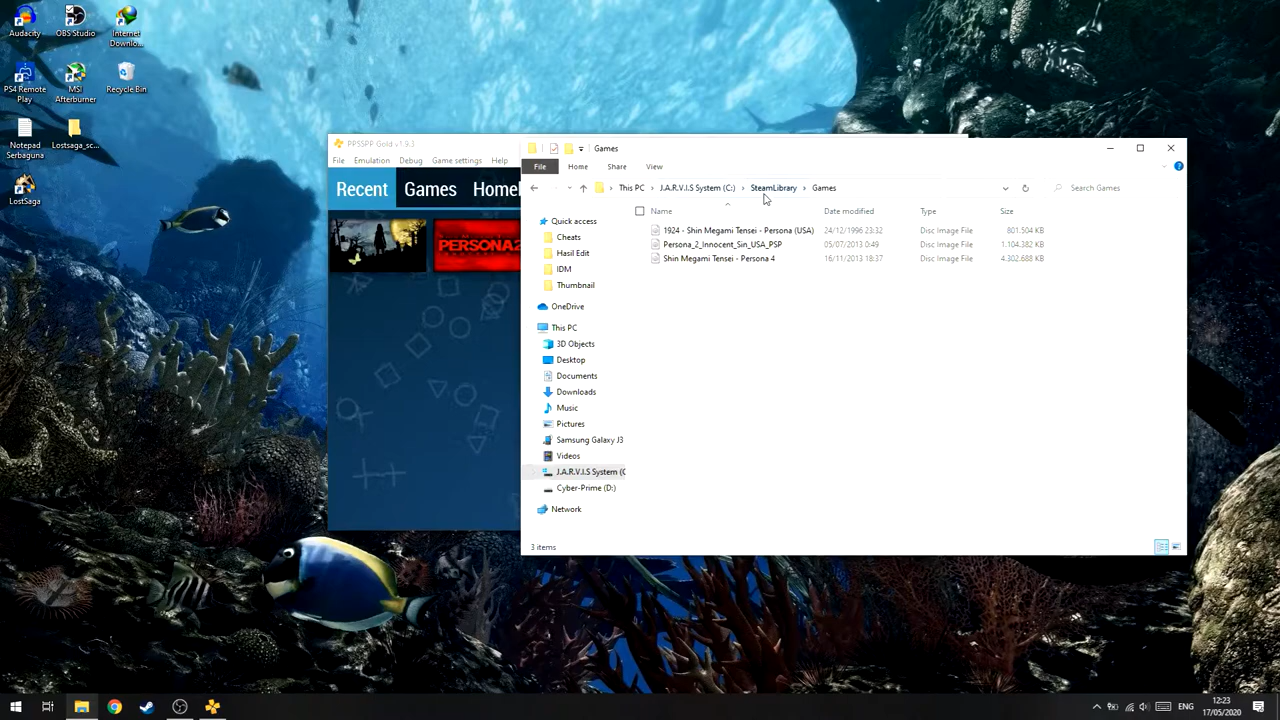 Audacity
OBS Studio
Internet
Downlo...
PS4 Remote
Play
MSI
Afterburner
Recycle Bin
Notepad
Serbaguna
Lostsaga_sc...
LostSaga
PPSSPP Gold v1.9.3
File Emulation Debug Game settings Help
Recent Games Home
PERSONA2
Games
File Home Share View
This PC > J.A.R.V.I.S System (C:) > SteamLibrary > Games
Search Games
Name Date modified Type Size
1924 - Shin Megami Tensei - Persona (USA) 24/12/1996 23:32 Disc Image File 801.504 KB
Persona_2_Innocent_Sin_USA_PSP 05/07/2013 0:49 Disc Image File 1.104.382 KB
Shin Megami Tensei - Persona 4 16/11/2013 18:37 Disc Image File 4.302.688 KB
Quick access
Cheats
Hasil Edit
IDM
Thumbnail
OneDrive
This PC
3D Objects
Desktop
Documents
Downloads
Music
Pictures
Samsung Galaxy J3
Videos
J.A.R.V.I.S System (C
Cyber-Prime (D:)
Network
3 items
ENG
12:23
17/05/2020